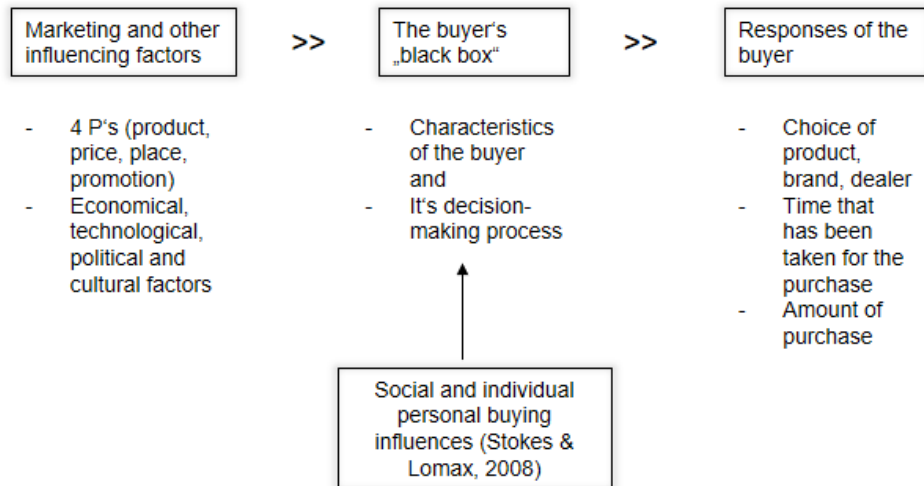 Marketing and other
influencing factors
>>
The buyer's
„black box“
>>
Responses of the
buyer
- 4 P‘s (product,
price, place,
promotion)
- Economical,
technological,
political and
cultural factors
- Characteristics
of the buyer
and
- It‘s decision-
making process
- Choice of
product,
brand, dealer
- Time that
has been
taken for the
purchase
- Amount of
purchase
Social and individual
personal buying
influences (Stokes &
Lomax, 2008)